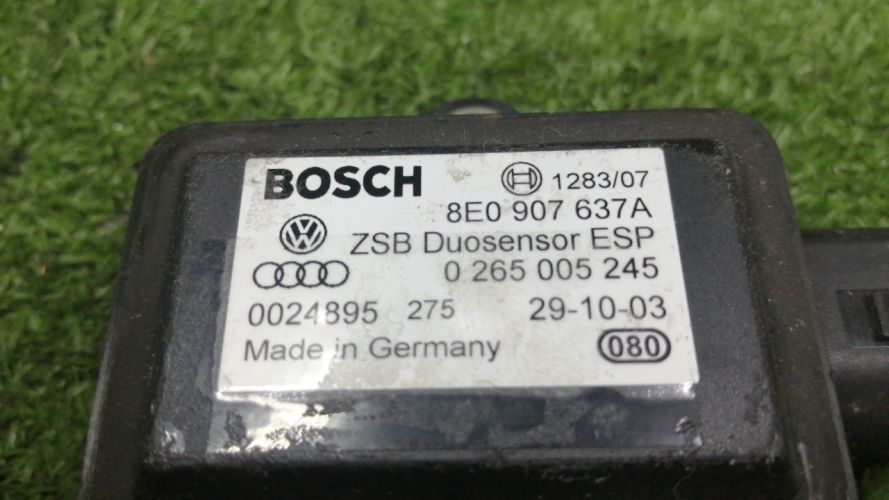 BOSCH 1283/07
8E0 907 637A
VW ZSB Duosensor ESP
0 265 005 245
0024895 275 29-10-03
Made in Germany 080